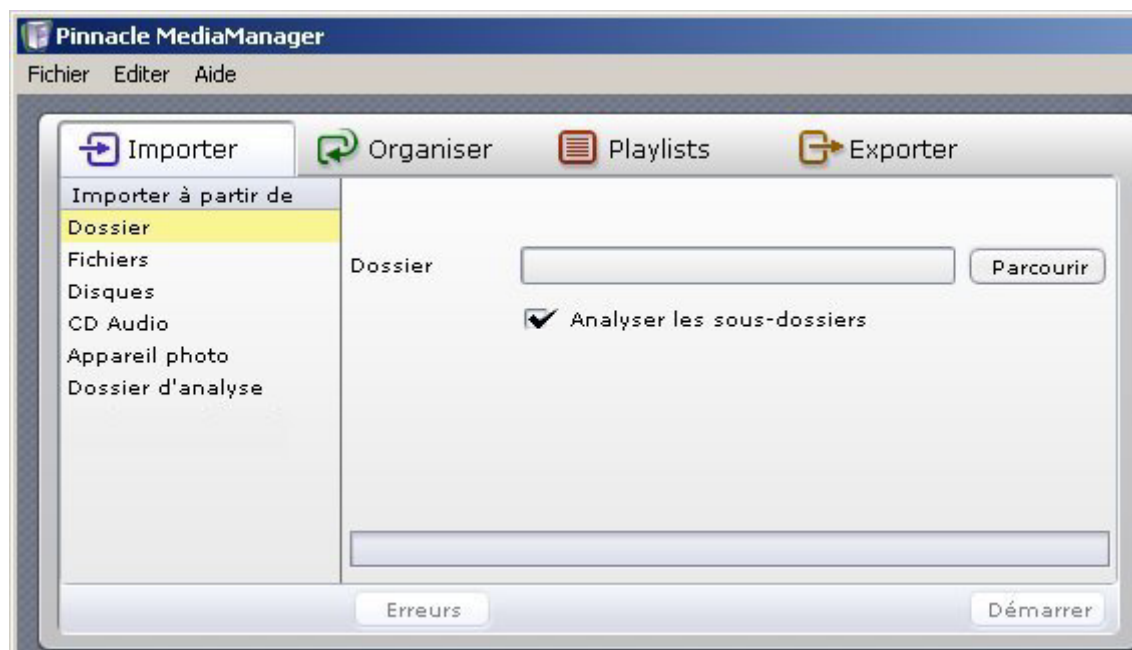 Pinnacle MediaManager
Fichier Editer Aide
Importer Organiser Playlists Exporter
Importer à partir de
Dossier
Fichiers
Disques
CD Audio
Appareil photo
Dossier d'analyse
Dossier Parcourir
Analyser les sous-dossiers
Erreurs Démarrer